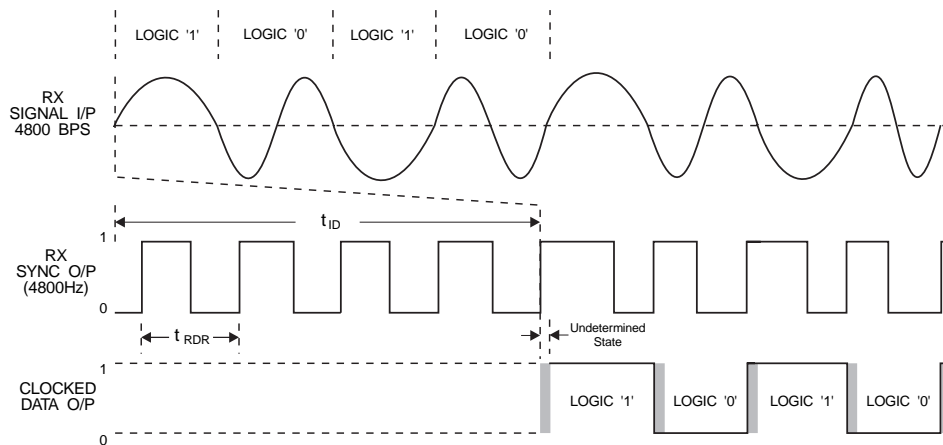 LOGIC '1' LOGIC '0' LOGIC '1' LOGIC '0'
RX
SIGNAL I/P
4800 BPS
t ID
1
RX
SYNC O/P
(4800Hz)
0
t RDR
Undetermined
State
1
CLOCKED
DATA O/P
LOGIC '1' LOGIC '0' LOGIC '1' LOGIC '0'
0